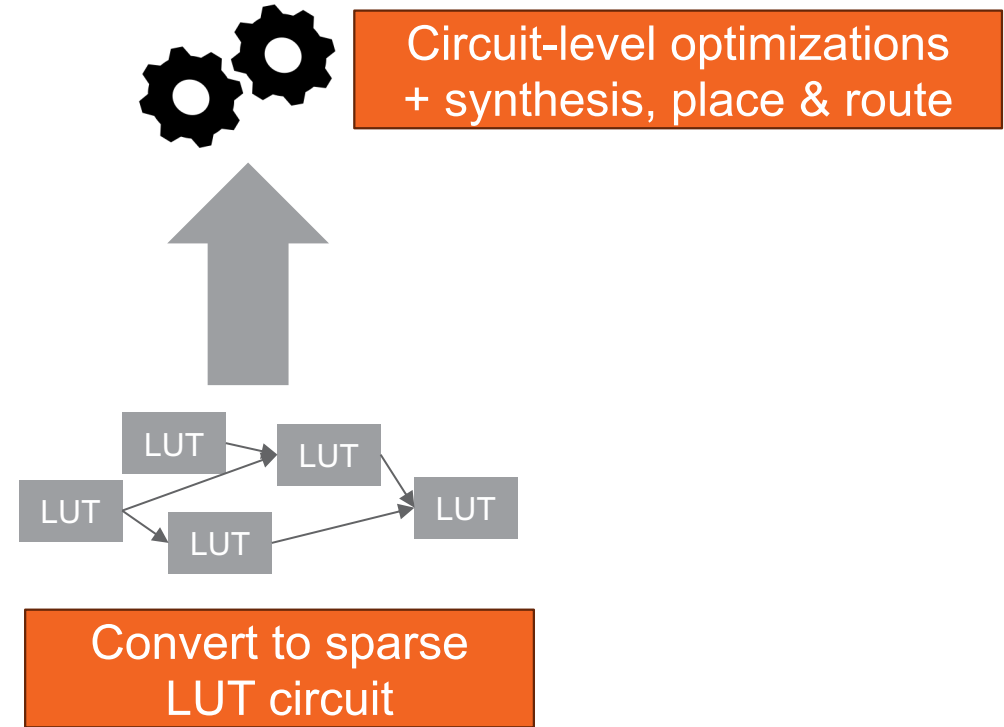 Circuit-level optimizations
+ synthesis, place & route
LUT
LUT
LUT
LUT
LUT
Convert to sparse
LUT circuit